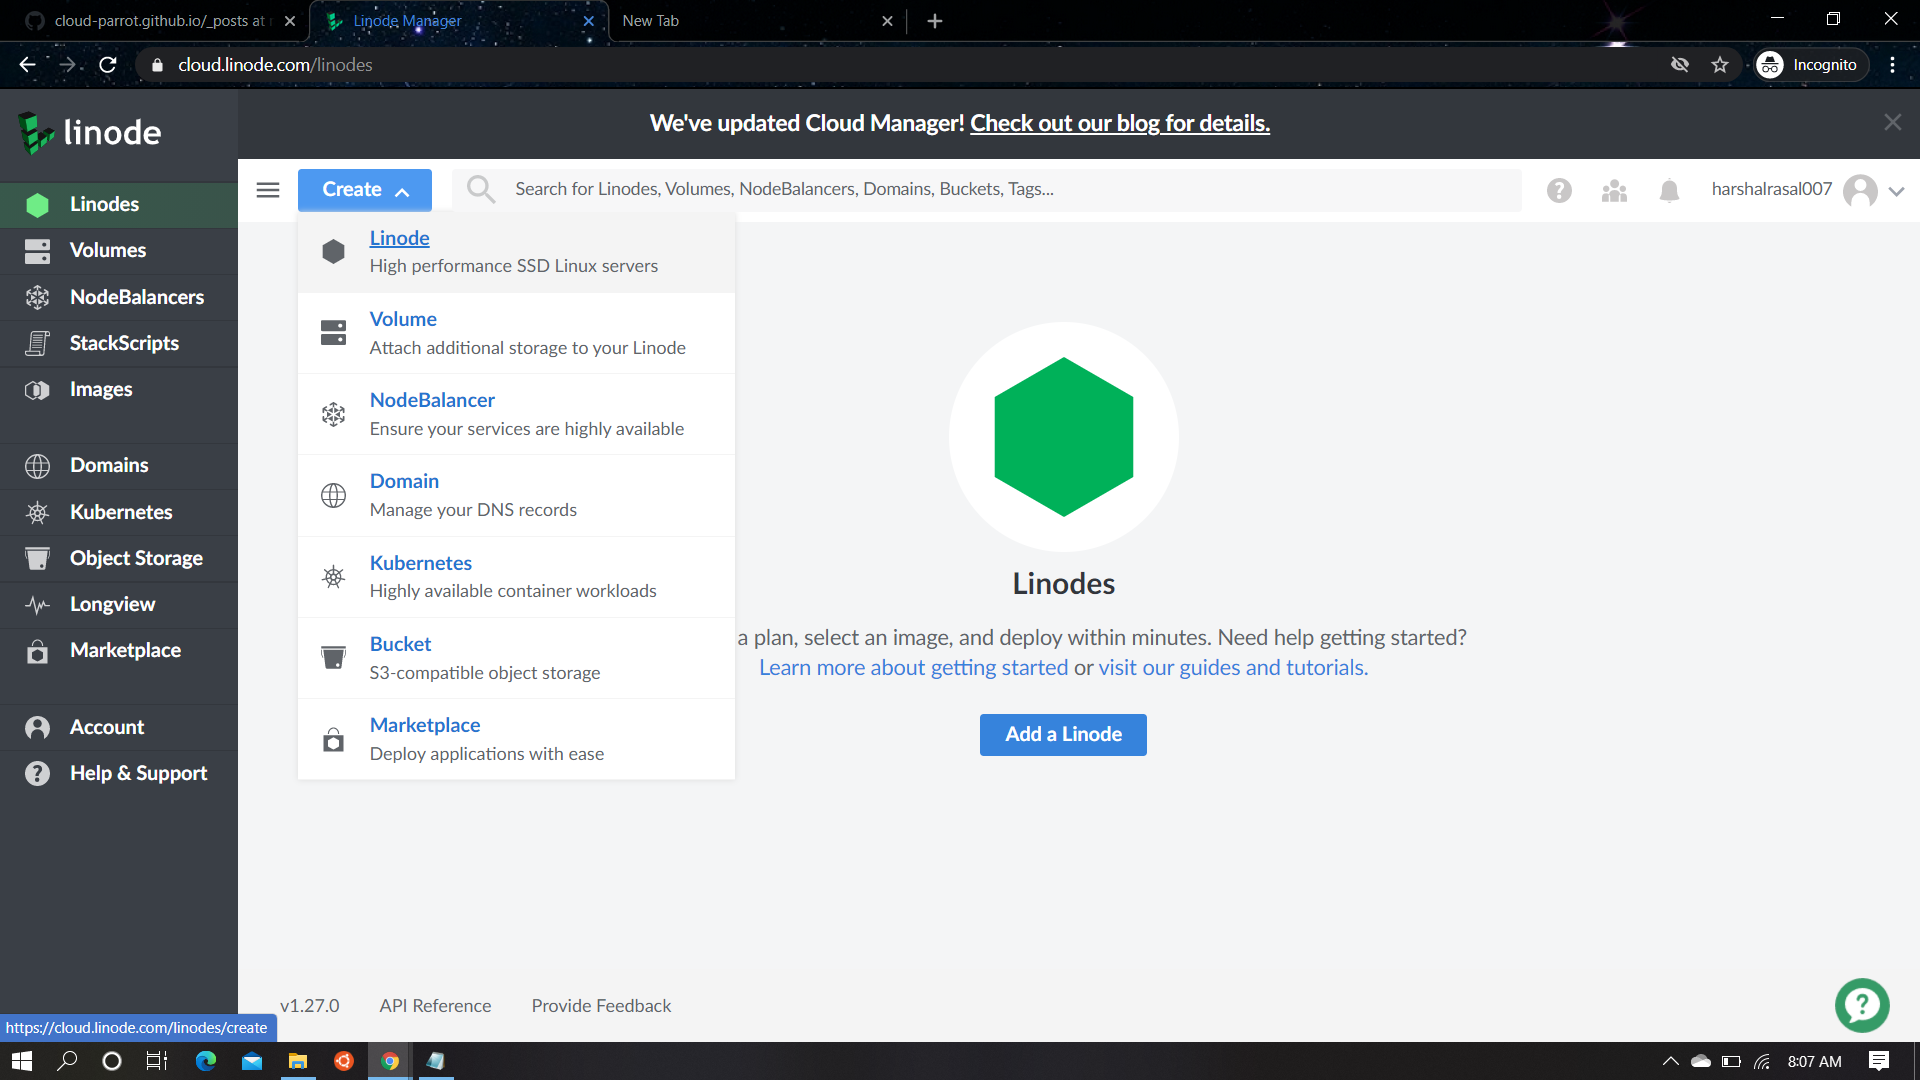 cloud-parrot.github.io/_posts at
Linode Manager
New Tab
cloud.linode.com/linodes
Incognito
linode
We've updated Cloud Manager! Check out our blog for details.
Create
Search for Linodes, Volumes, NodeBalancers, Domains, Buckets, Tags...
harshalrasal007
Linodes
Volumes
NodeBalancers
StackScripts
Images
Domains
Kubernetes
Object Storage
Longview
Marketplace
Account
Help & Support
Linode
High performance SSD Linux servers
Volume
Attach additional storage to your Linode
NodeBalancer
Ensure your services are highly available
Domain
Manage your DNS records
Kubernetes
Highly available container workloads
Bucket
S3-compatible object storage
Marketplace
Deploy applications with ease
Linodes
a plan, select an image, and deploy within minutes. Need help getting started?
Learn more about getting started or visit our guides and tutorials.
Add a Linode
v1.27.0 API Reference Provide Feedback
https://cloud.linode.com/linodes/create
8:07 AM